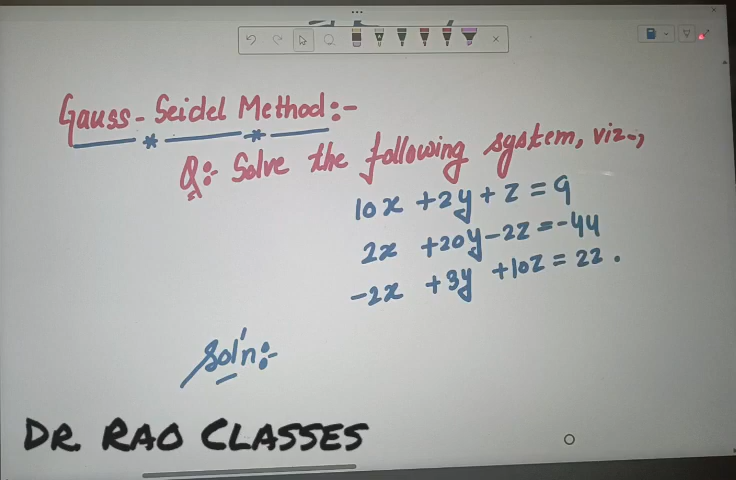 Gauss-Seidel Method:-
Q:- Solve the following system, viz.,
10x + 2y + z = 9
2x + 20y - 2z = -44
-2x + 3y + 10z = 22.
Sol'n:-
DR. RAO CLASSES